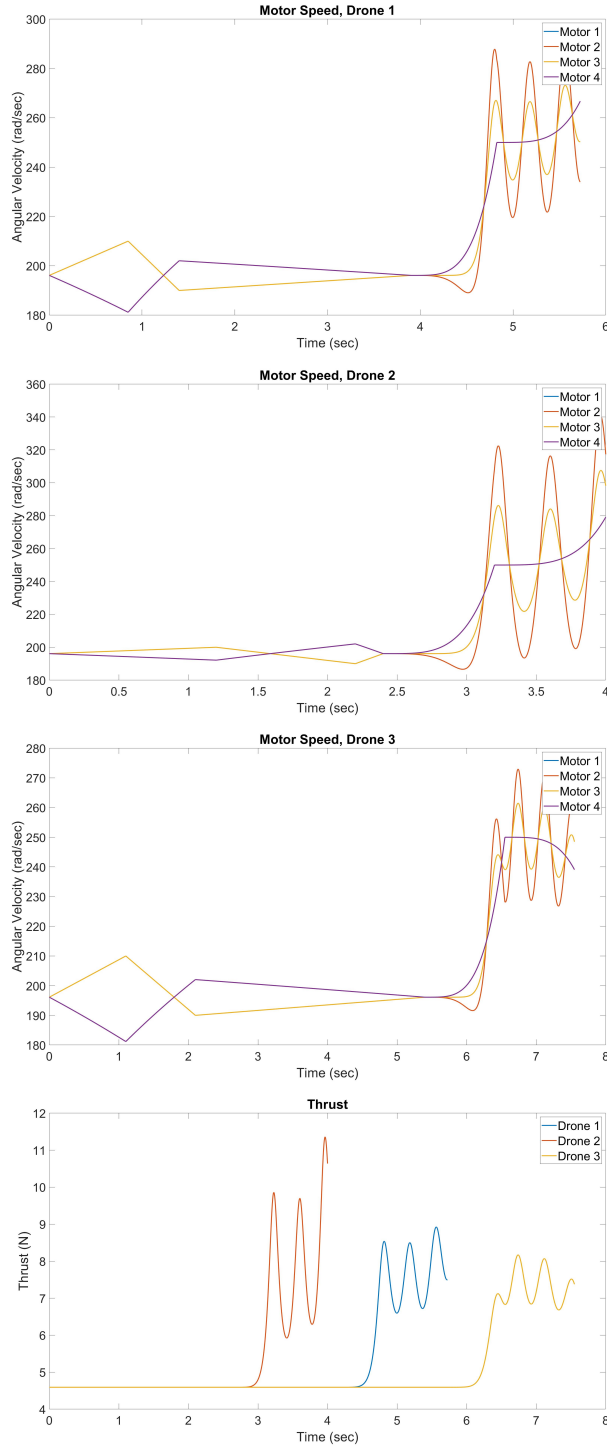 Motor Speed, Drone 1
300
280
260
240
220
200
180
Angular Velocity (rad/sec)
Motor 1
Motor 2
Motor 3
Motor 4
0 1 2 3 4 5 6
Time (sec)
Motor Speed, Drone 2
360
340
320
300
280
260
240
220
200
180
Angular Velocity (rad/sec)
Motor 1
Motor 2
Motor 3
Motor 4
0 0.5 1 1.5 2 2.5 3 3.5 4
Time (sec)
Motor Speed, Drone 3
280
270
260
250
240
230
220
210
200
190
180
Angular Velocity (rad/sec)
Motor 1
Motor 2
Motor 3
Motor 4
0 1 2 3 4 5 6 7 8
Time (sec)
Thrust
12
11
10
9
8
7
6
5
4
Thrust (N)
Drone 1
Drone 2
Drone 3
0 1 2 3 4 5 6 7 8
Time (sec)